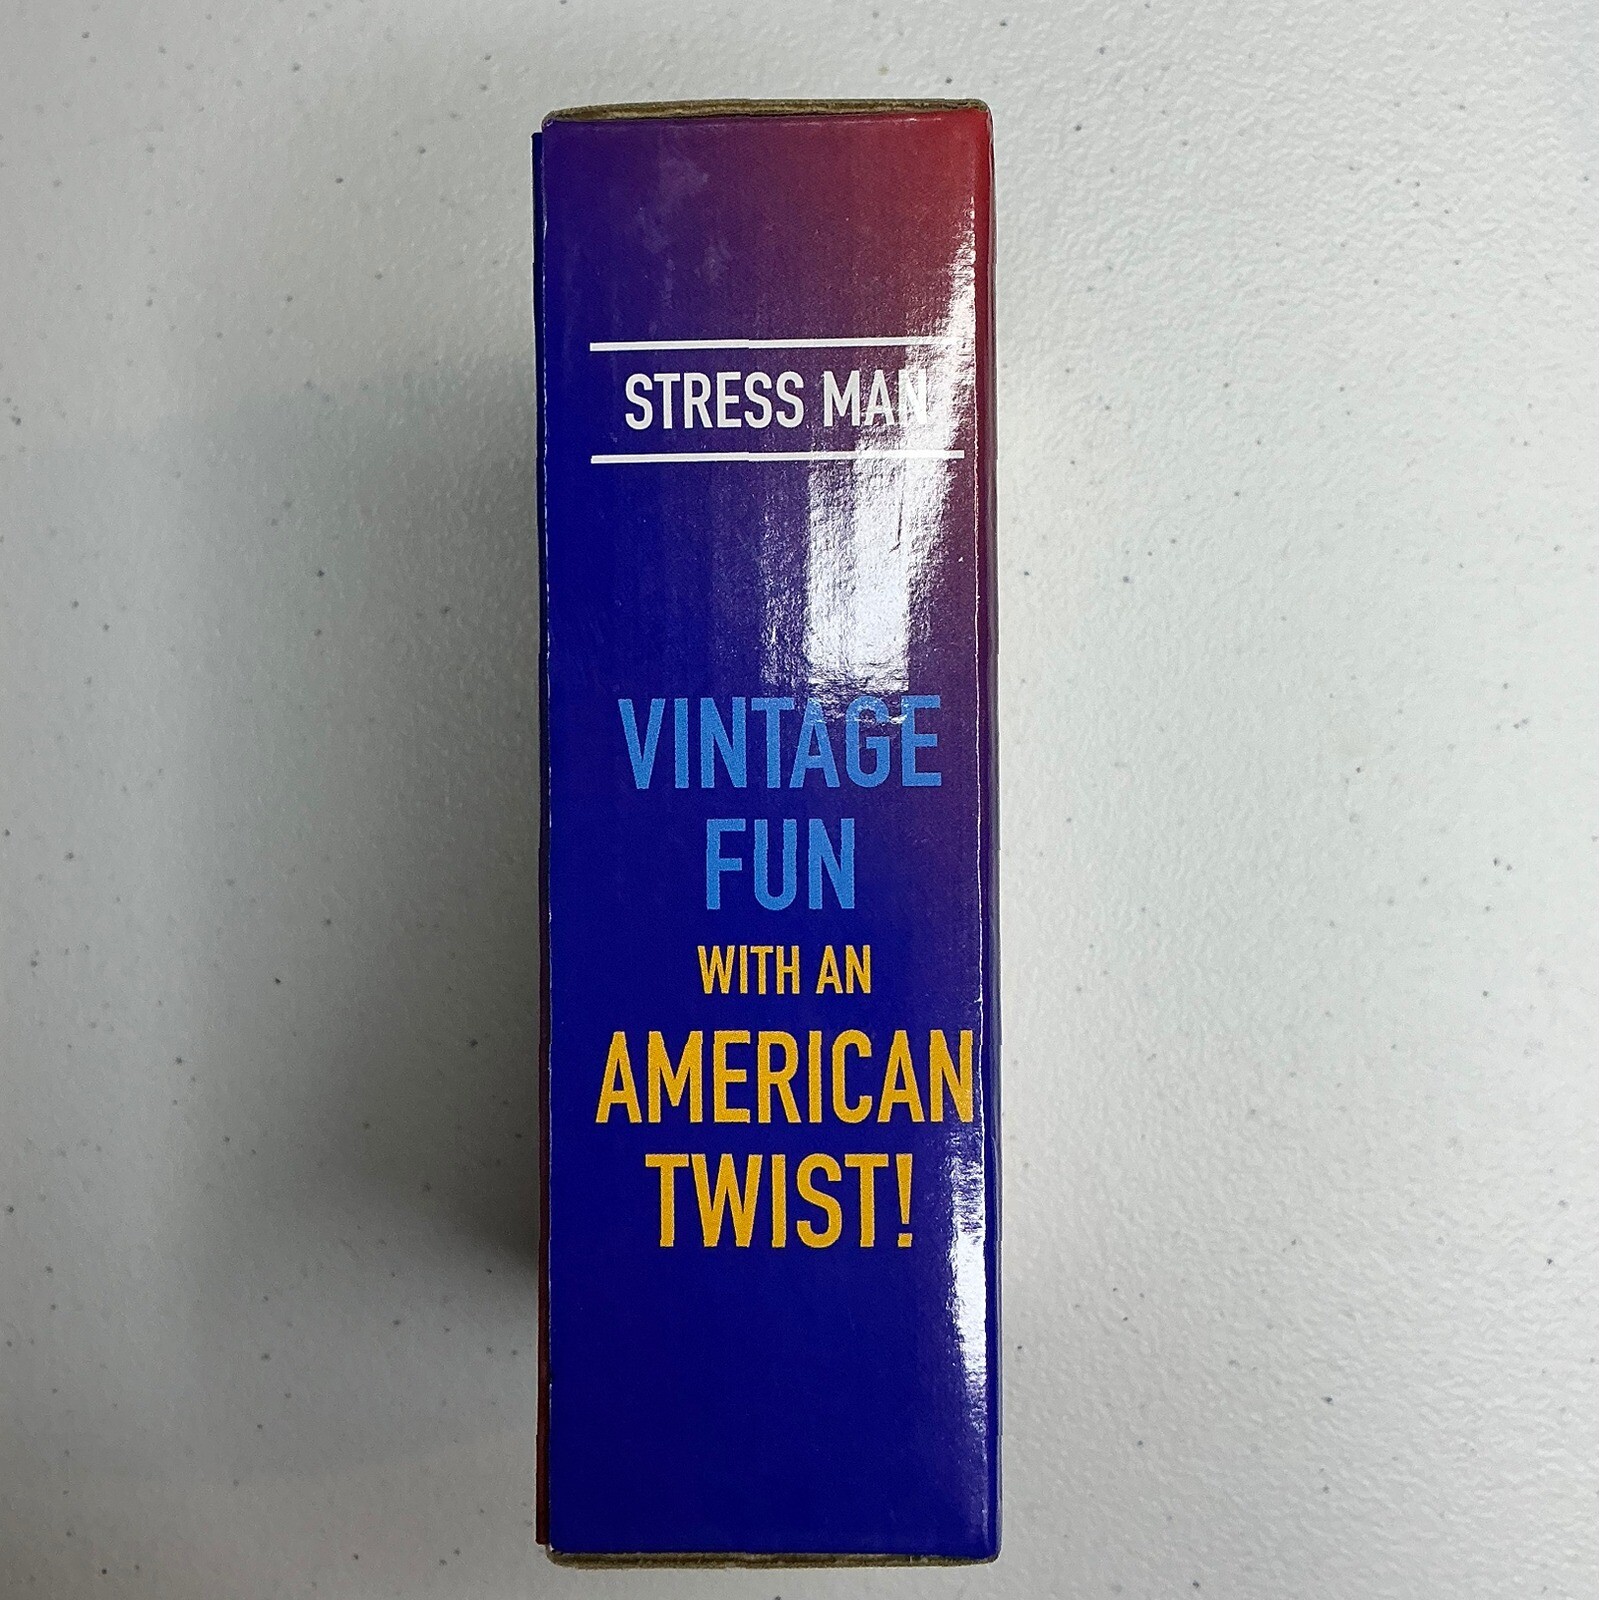 STRESS MAN
VINTAGE
FUN
WITH AN
AMERICAN
TWIST!